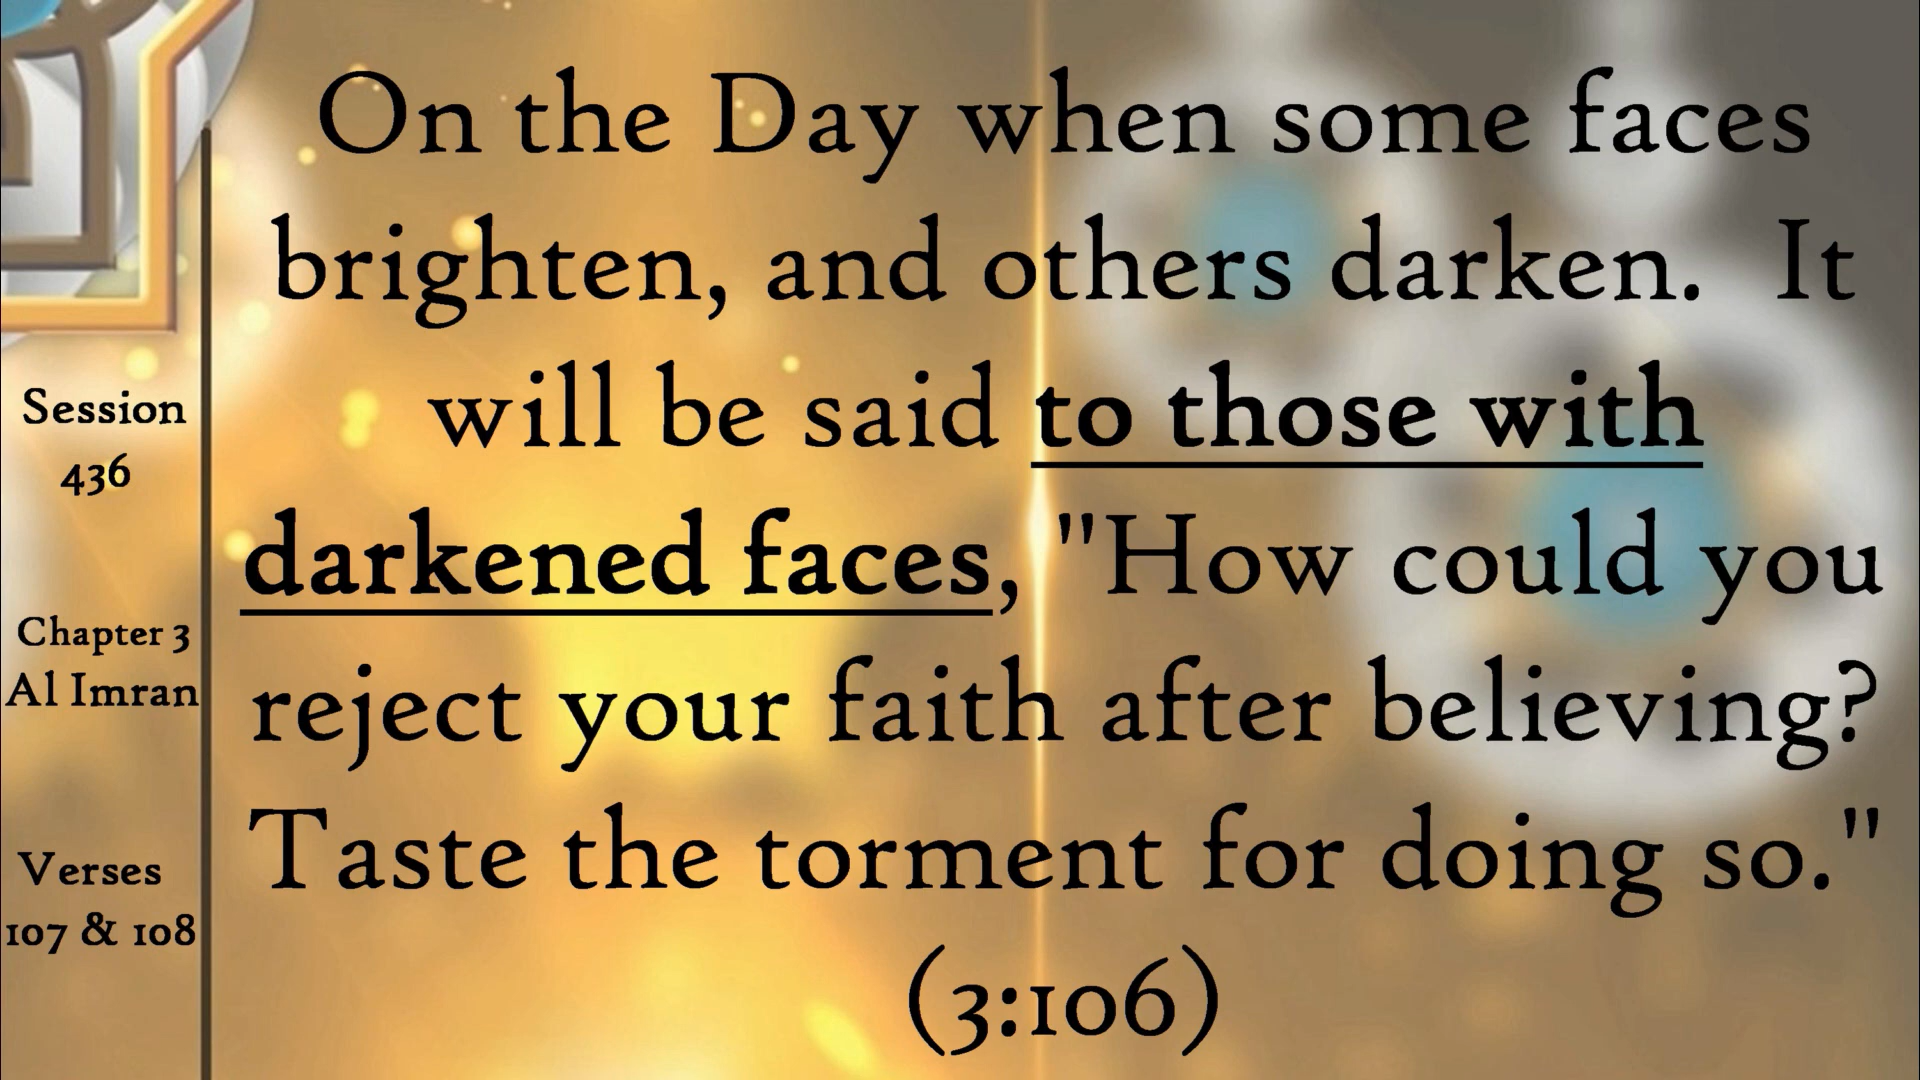 Session
436
Chapter 3
Al Imran
Verses
107 & 108
On the Day when some faces
brighten, and others darken.  It
will be said to those with
darkened faces, "How could you
reject your faith after believing?
Taste the torment for doing so."
(3:106)